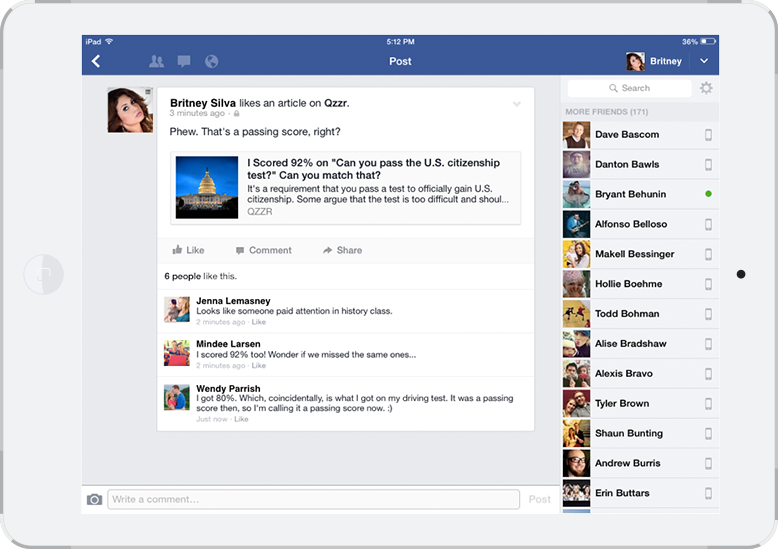 iPad
5:12 PM
36%
Post
Britney
Britney Silva likes an article on Qzzr.
3 minutes ago ·
Phew. That's a passing score, right?
I Scored 92% on "Can you pass the U.S. citizenship
test?" Can you match that?
It's a requirement that you pass a test to officially gain U.S.
citizenship. Some argue that the test is too difficult and shoul...
QZZR
Like
Comment
Share
6 people like this.
Jenna Lemasney
Looks like someone paid attention in history class.
2 minutes ago · Like
Mindee Larsen
I scored 92% too! Wonder if we missed the same ones...
2 minutes ago · Like
Wendy Parrish
I got 80%. Which, coincidentally, is what I got on my driving test. It was a passing
score then, so I'm calling it a passing score now. :)
Just now · Like
Write a comment...
Post
Search
MORE FRIENDS (171)
Dave Bascom
Danton Bawls
Bryant Behunin
Alfonso Belloso
Makell Bessinger
Hollie Boehme
Todd Bohman
Alise Bradshaw
Alexis Bravo
Tyler Brown
Shaun Bunting
Andrew Burris
Erin Buttars